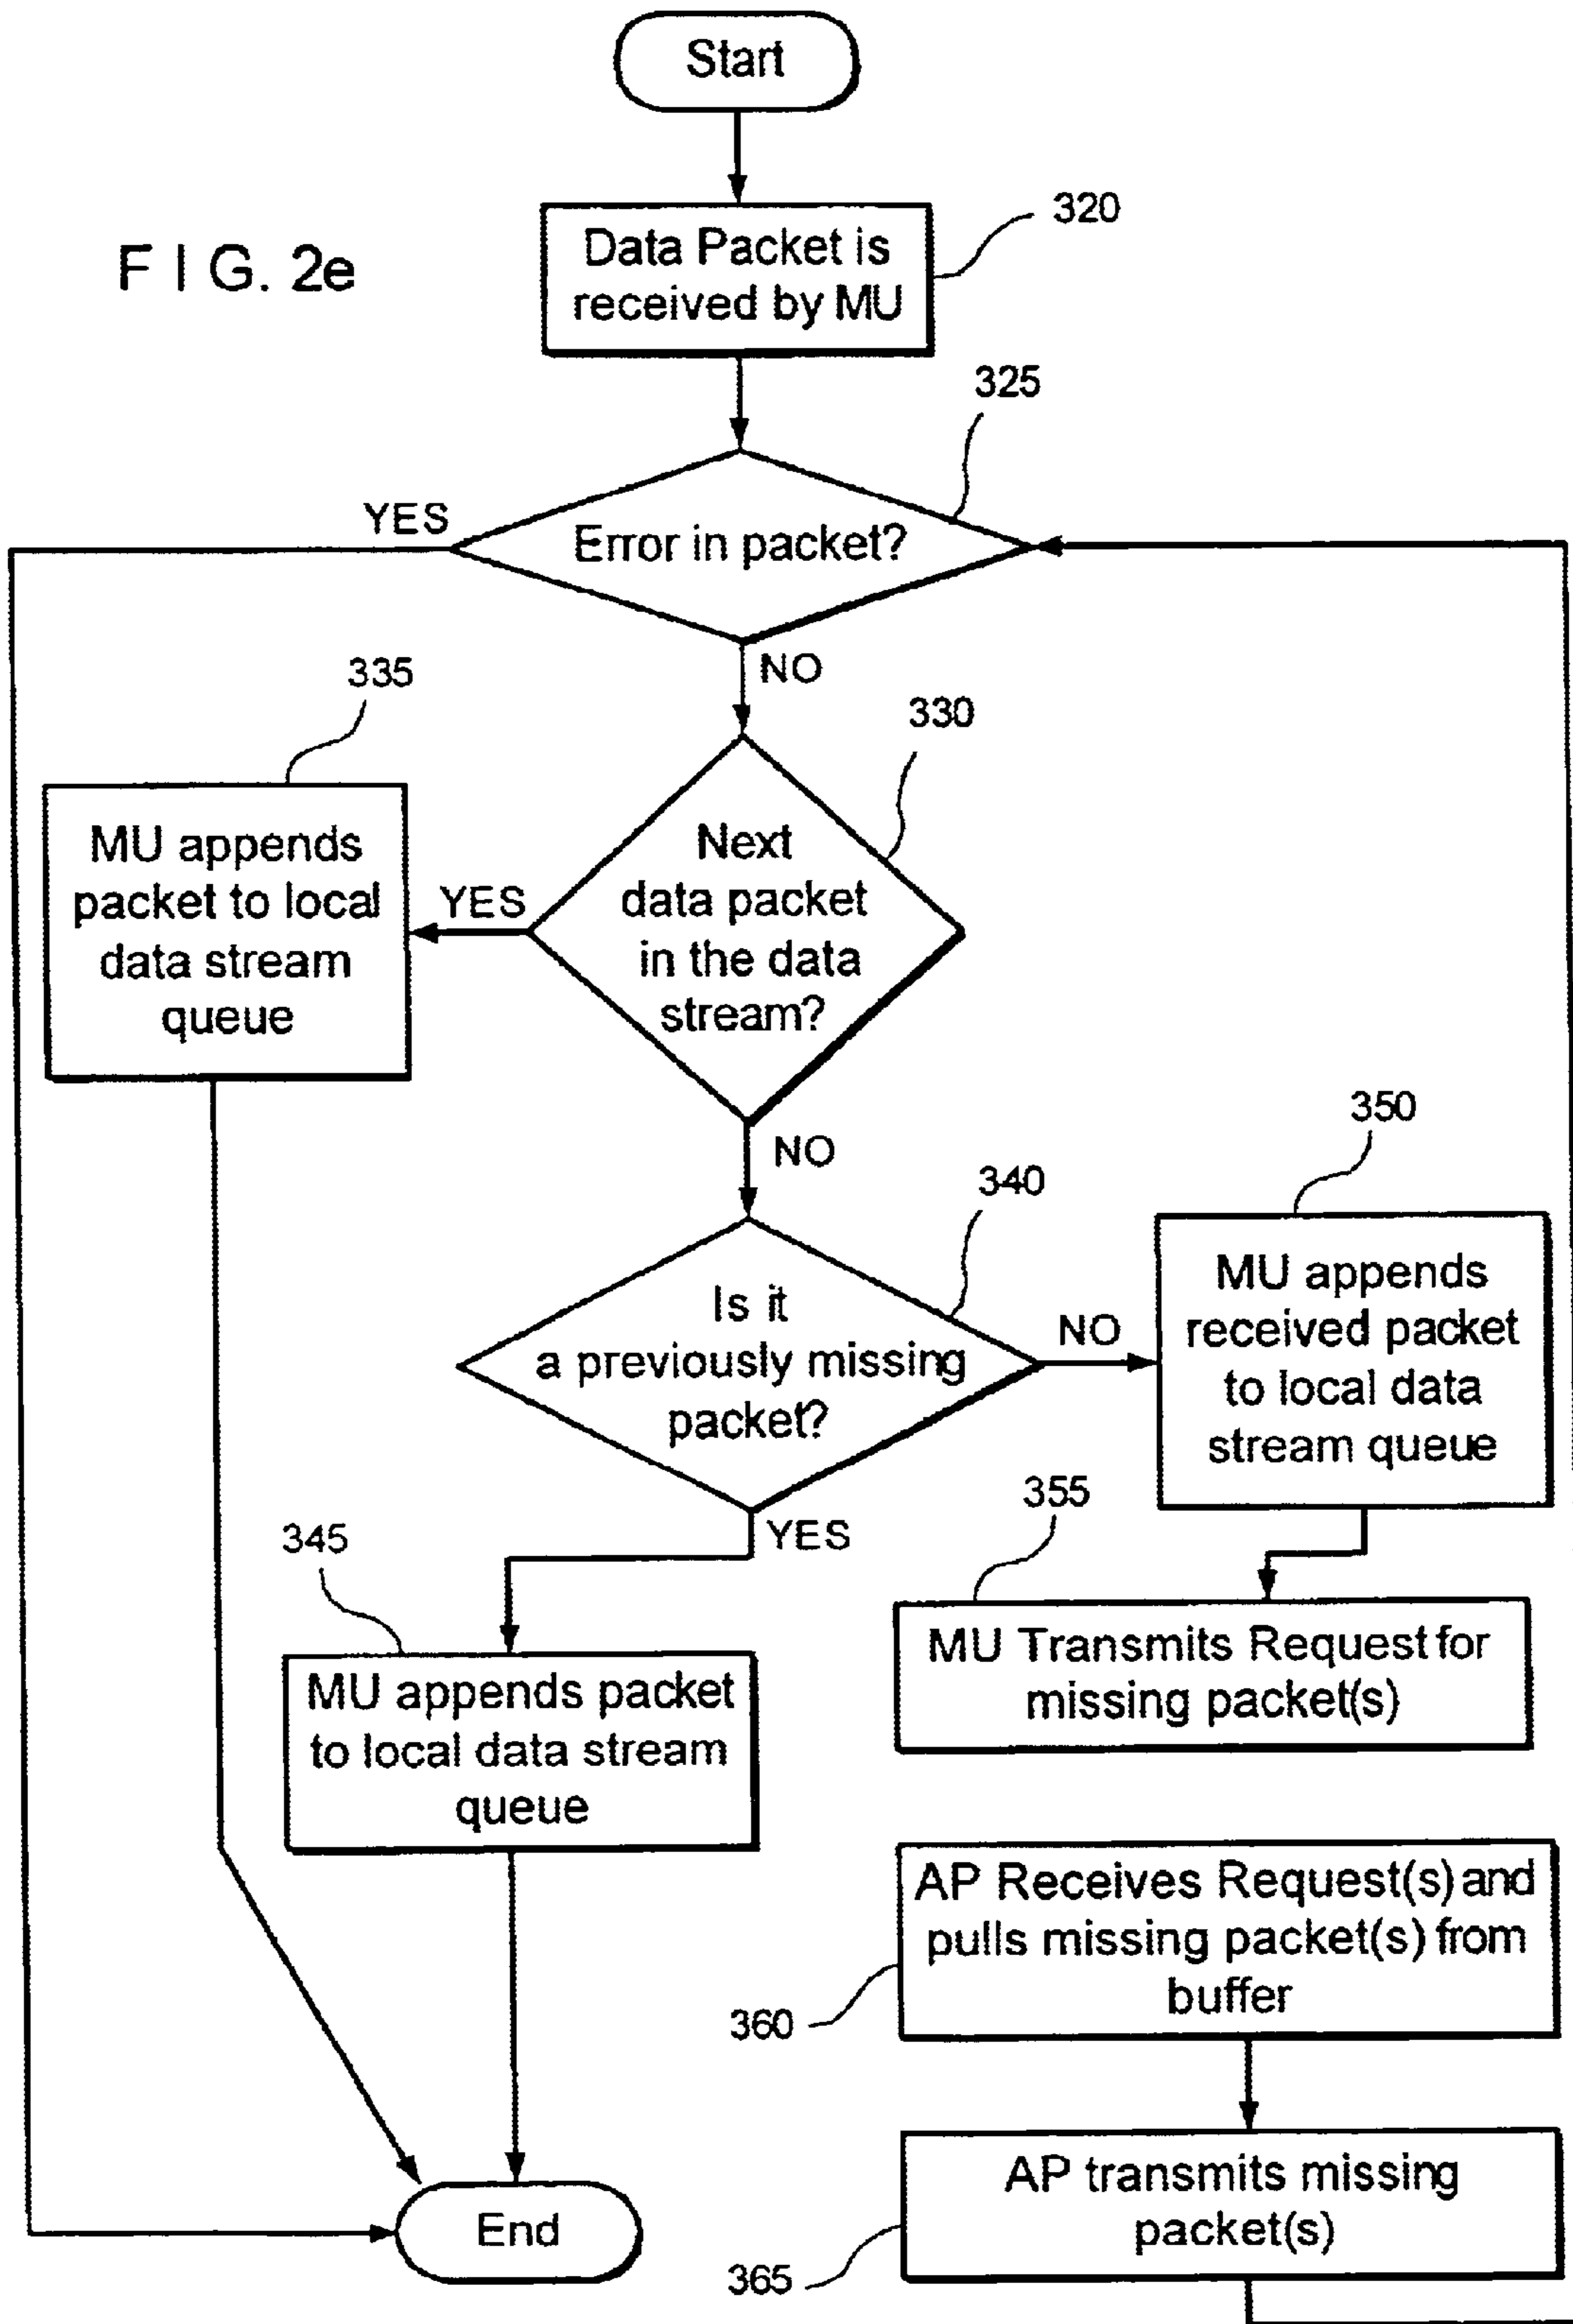 Start
F I G. 2e
320
Data Packet is
received by MU
325
YES
Error in packet?
NO
335
330
MU appends
packet to local
data stream
queue
YES
Next
data packet
in the data
stream?
NO
350
340
MU appends
received packet
to local data
stream queue
Is it
a previously missing
packet?
NO
YES
355
345
MU Transmits Request for
missing packet(s)
MU appends packet
to local data stream
queue
AP Receives Request(s) and
pulls missing packet(s) from
buffer
360
AP transmits missing
packet(s)
End
365